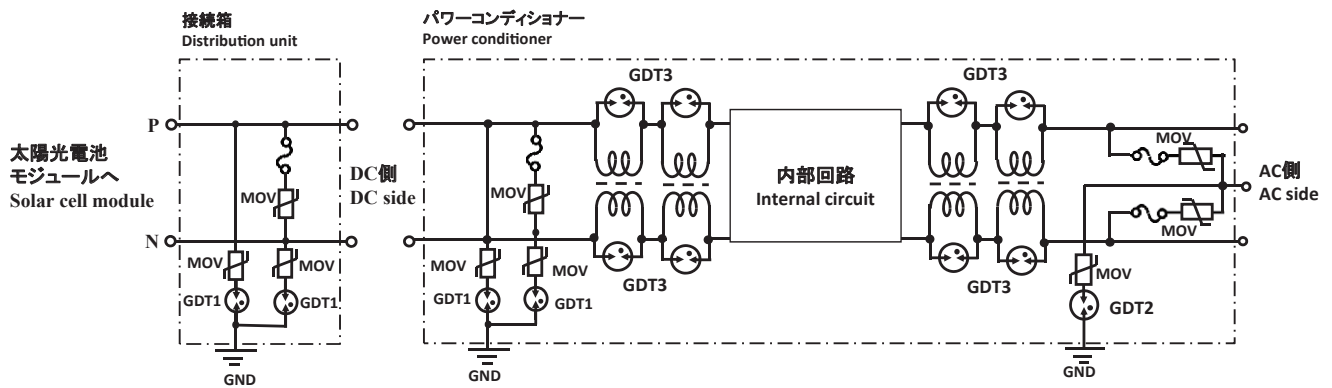 接続箱
Distribution unit
パワーコンディショナー
Power conditioner
GDT3
GDT3
P
MOV
太陽光電池
モジュールへ
Solar cell module
DC側
DC side
MOV
MOV
内部回路
Internal circuit
AC側
AC side
MOV
N
MOV
MOV
MOV
MOV
MOV
GDT1
GDT1
GDT1
GDT1
GDT3
GDT3
GDT2
GND
GND
GND